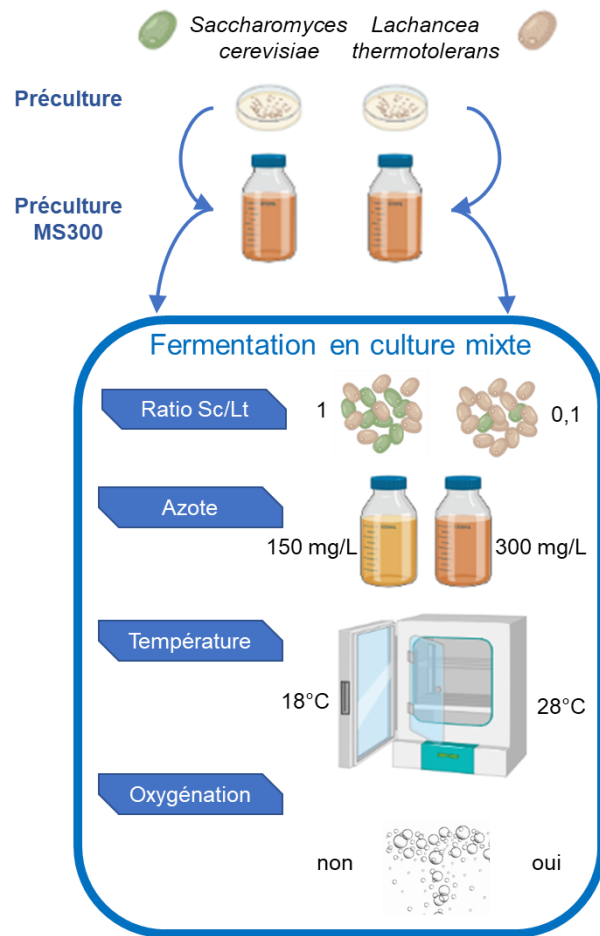 Saccharomyces Lachancea
cerevisiae thermotolerans
Préculture
Préculture
MS300
Fermentation en culture mixte
Ratio Sc/Lt
1
0,1
Azote
150 mg/L
300 mg/L
Température
18°C
28°C
Oxygénation
non
oui